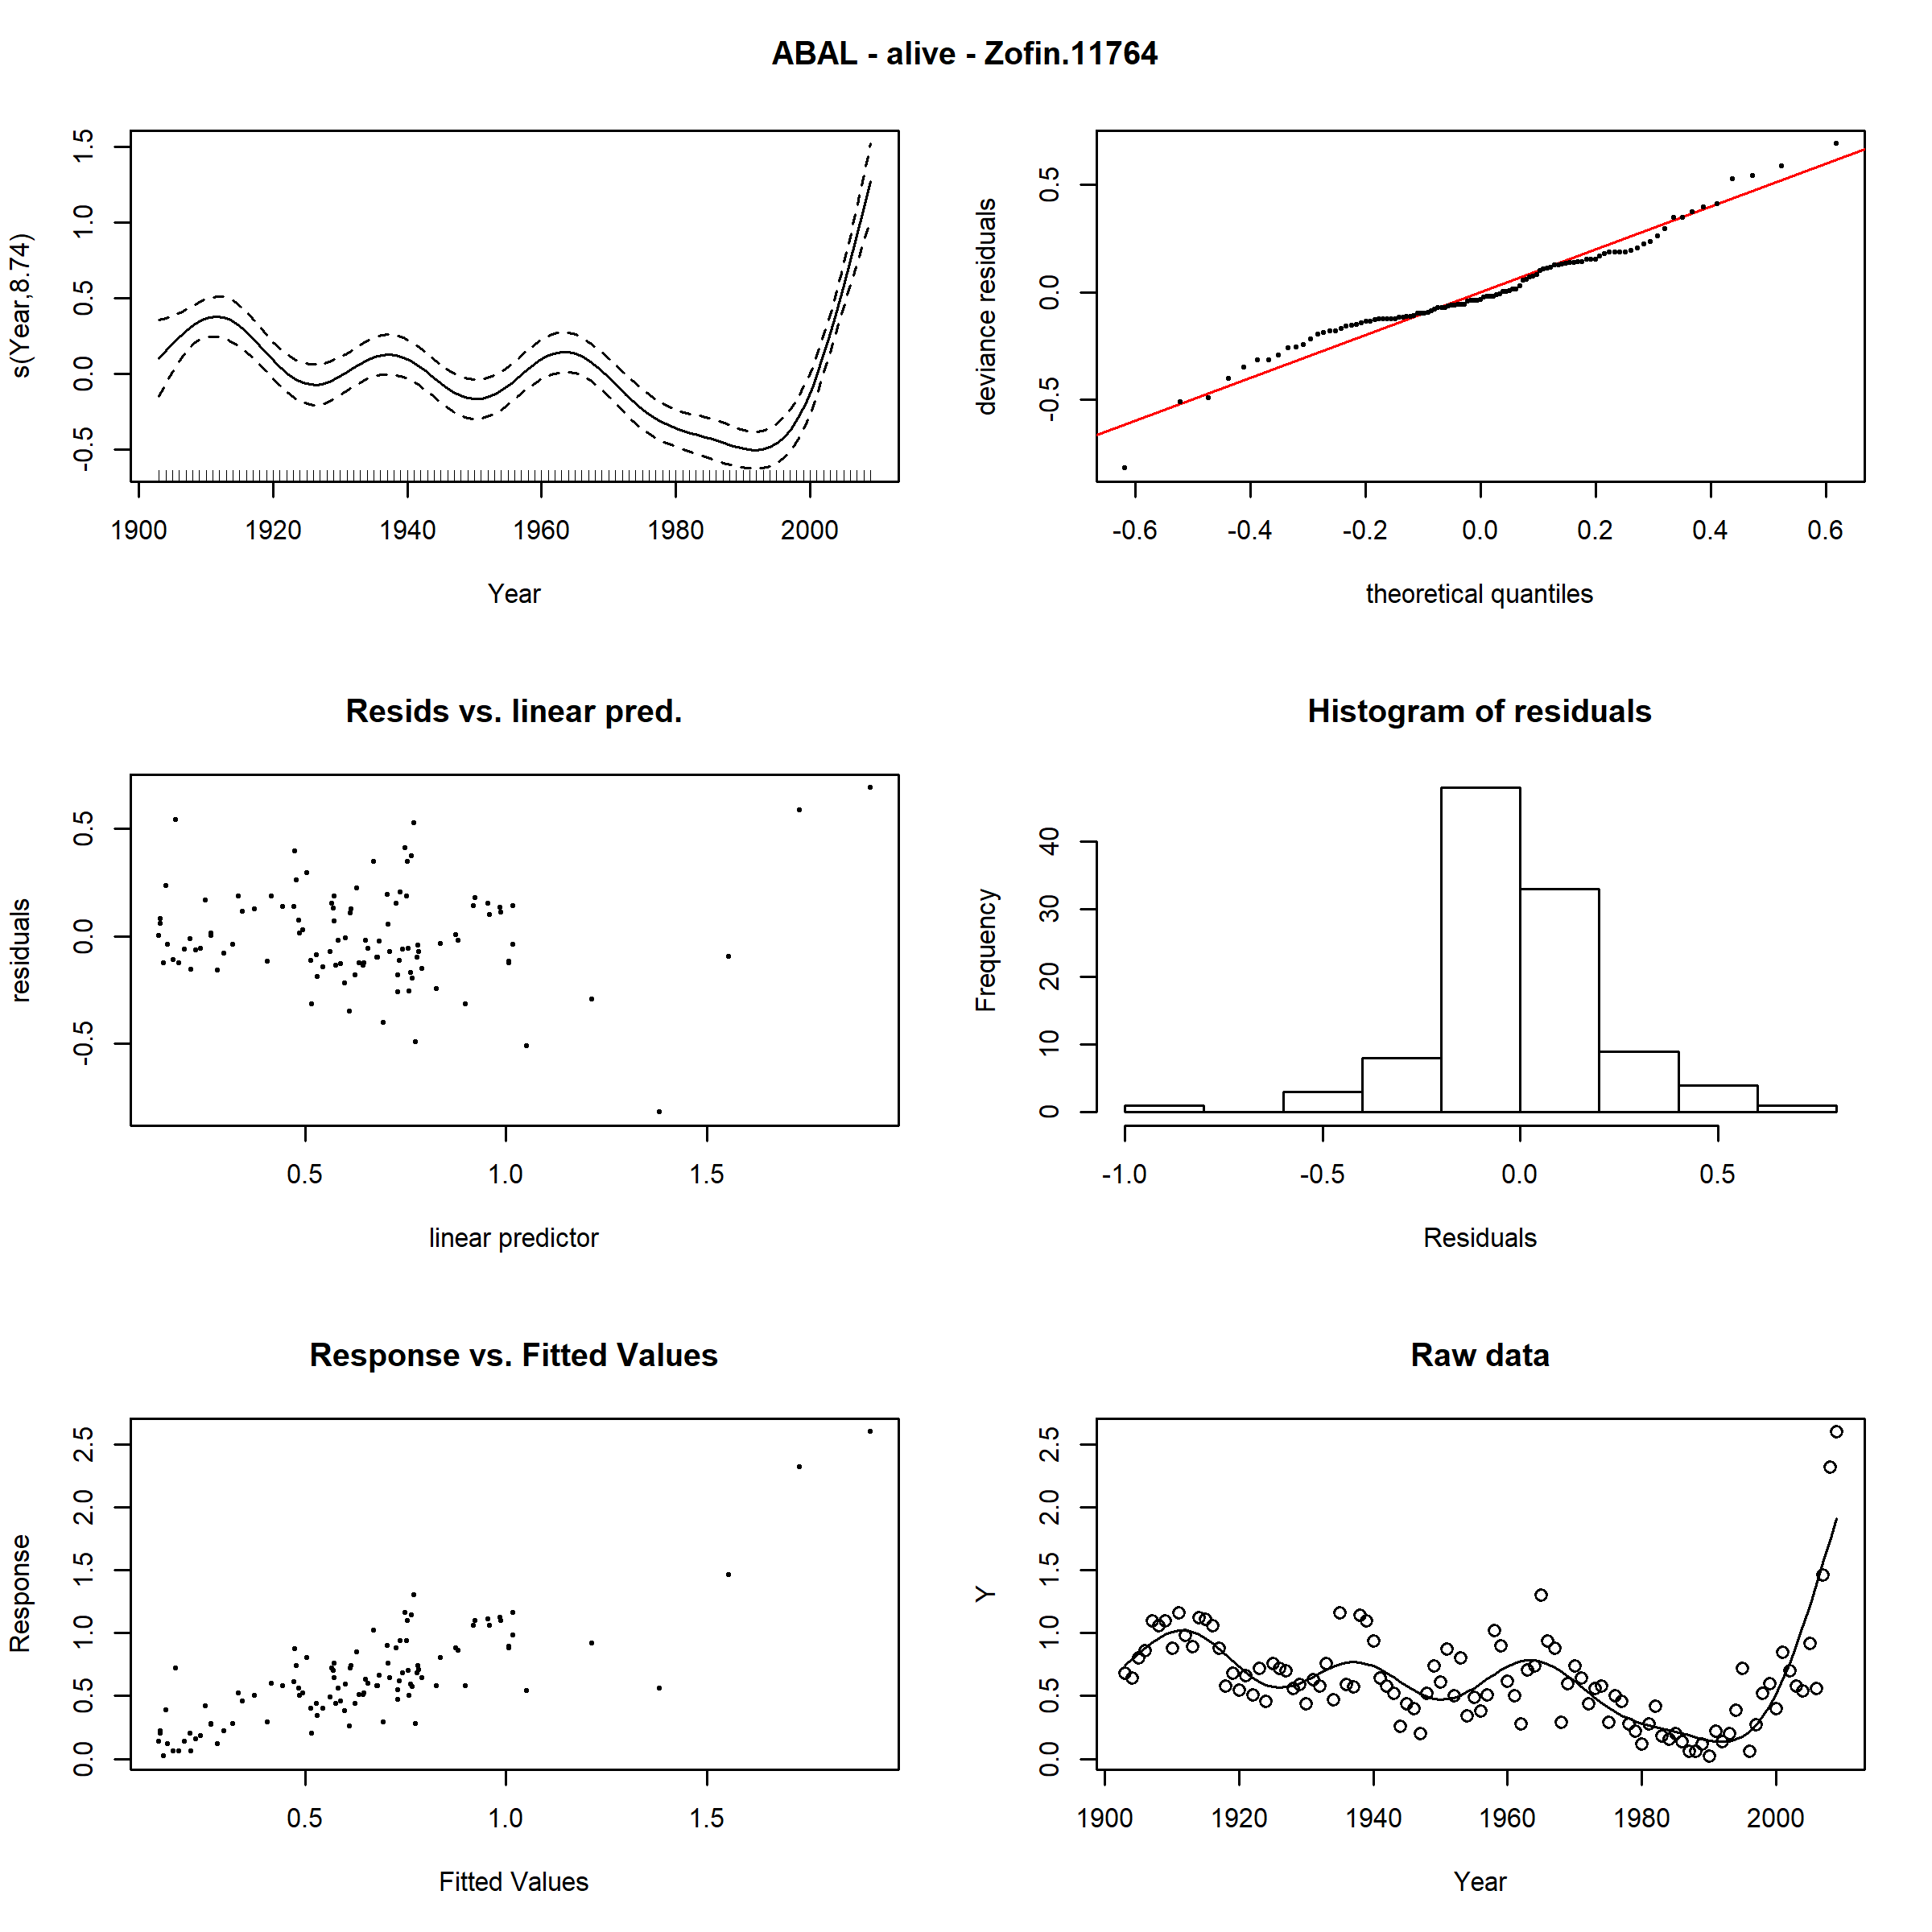 ABAL - alive - Zofin.11764
s(Year,8.74)
1.5
1.0
0.5
0.0
-0.5
1900 1920 1940 1960 1980 2000
Year
deviance residuals
0.5
0.0
-0.5
-0.6 -0.4 -0.2 0.0 0.2 0.4 0.6
theoretical quantiles
Resids vs. linear pred.
residuals
0.5
0.0
-0.5
0.5 1.0 1.5
linear predictor
Histogram of residuals
Frequency
40
30
20
10
0
-1.0 -0.5 0.0 0.5
Residuals
Response vs. Fitted Values
Response
2.5
2.0
1.5
1.0
0.5
0.0
0.5 1.0 1.5
Fitted Values
Raw data
Y
2.5
2.0
1.5
1.0
0.5
0.0
1900 1920 1940 1960 1980 2000
Year